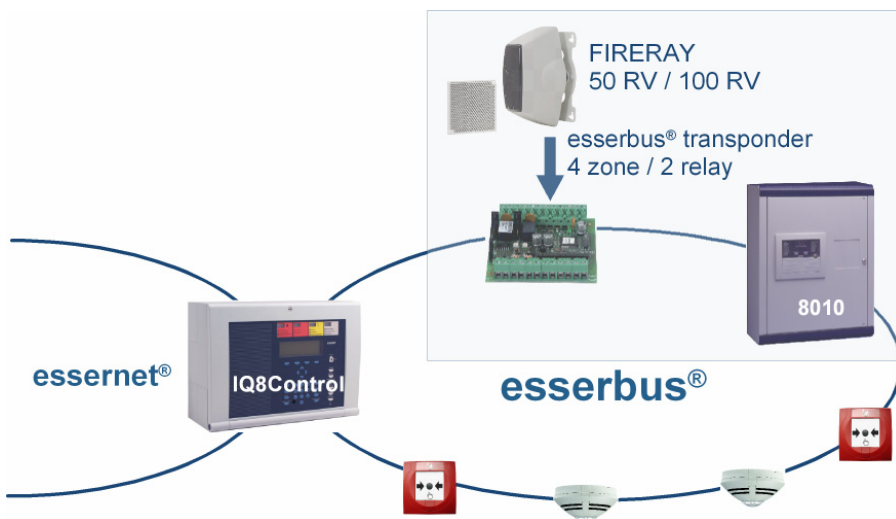 FIRERAY
50 RV / 100 RV
esserbus® transponder
4 zone / 2 relay
8010
essernet®
IQ8Control
esserbus®